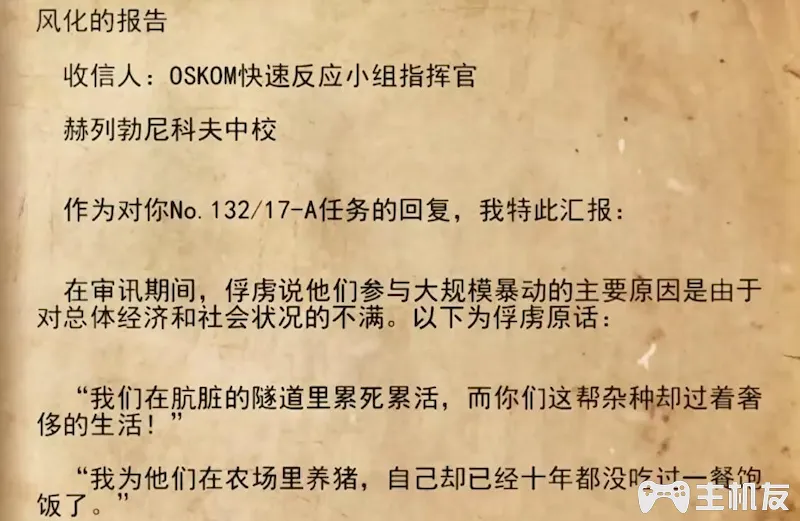 风化的报告
收信人：OSKOM快速反应小组指挥官
赫列勃尼科夫中校
作为对你No.132/17-A任务的回复，我特此汇报：
在审讯期间，俘虏说他们参与大规模暴动的主要原因是由于
对总体经济和社会状况的不满。以下为俘虏原话：
“我们在肮脏的隧道里累死累活，而你们这帮杂种却过着奢
侈的生活！”
“我为他们在农场里养猪，自己却已经十年都没吃过一餐饱
饭了。”
主机友